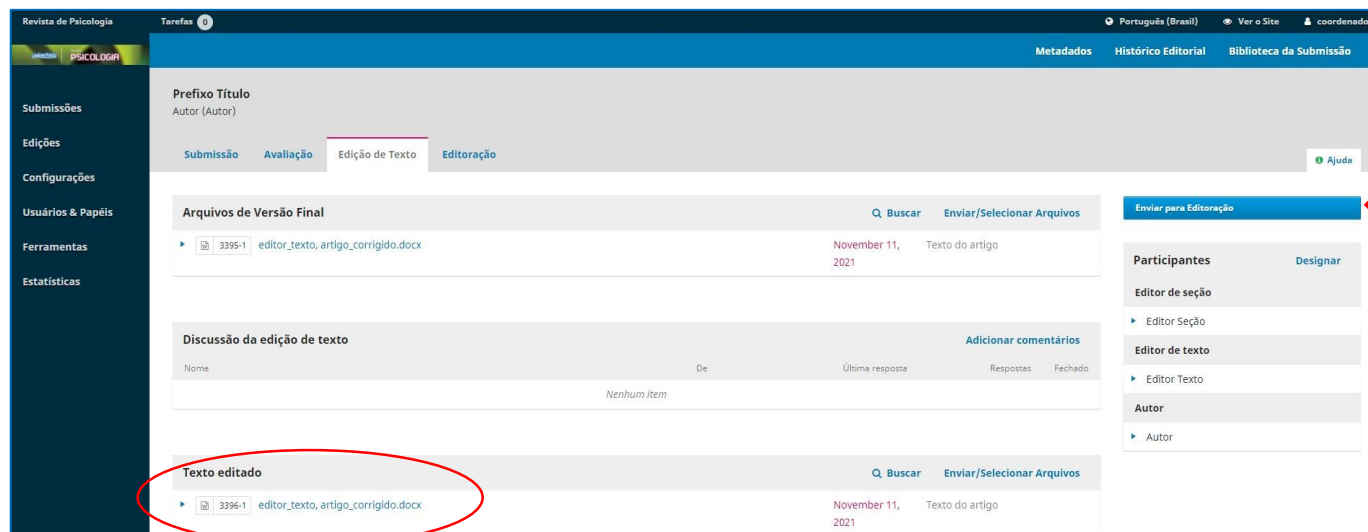 Revista de Psicologia Tarefas 0 Português (Brasil) Ver o Site coordenado
PSICOLOGIA Metadados Histórico Editorial Biblioteca da Submissão
Prefixo Título
Autor (Autor)
Submissões
Edições
Configurações
Usuários & Papéis
Ferramentas
Estatísticas
Submissão Avaliação Edição de Texto Editoração
Ajuda
Arquivos de Versão Final Buscar Enviar/Selecionar Arquivos
3395-1 editor_texto, artigo_corrigido.docx November 11, Texto do artigo
2021
Discussão da edição de texto Adicionar comentários
Nome De Última resposta Respostas Fechado
Nenhum item
Texto editado Buscar Enviar/Selecionar Arquivos
3396-1 editor_texto, artigo_corrigido.docx November 11, Texto do artigo
2021
Enviar para Editoração
Participantes Designar
Editor de seção
Editor Seção
Editor de texto
Editor Texto
Autor
Autor